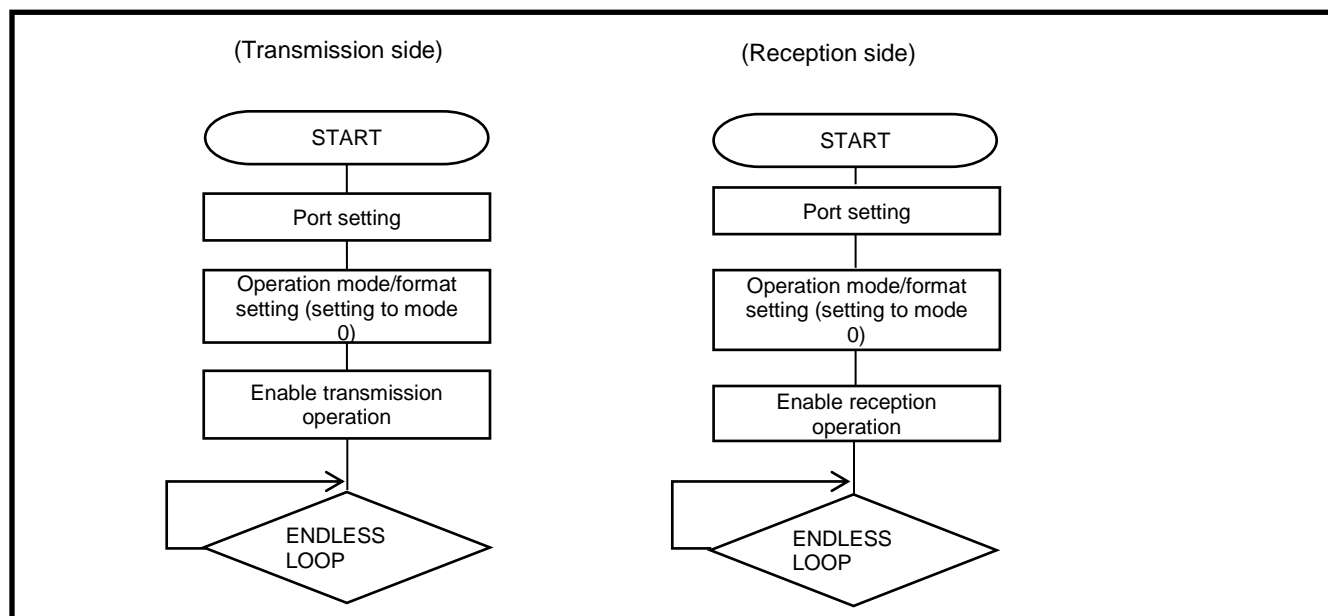 (Transmission side)
START
Port setting
Operation mode/format
setting (setting to mode
0)
Enable transmission
operation
ENDLESS
LOOP
(Reception side)
START
Port setting
Operation mode/format
setting (setting to mode
0)
Enable reception
operation
ENDLESS
LOOP